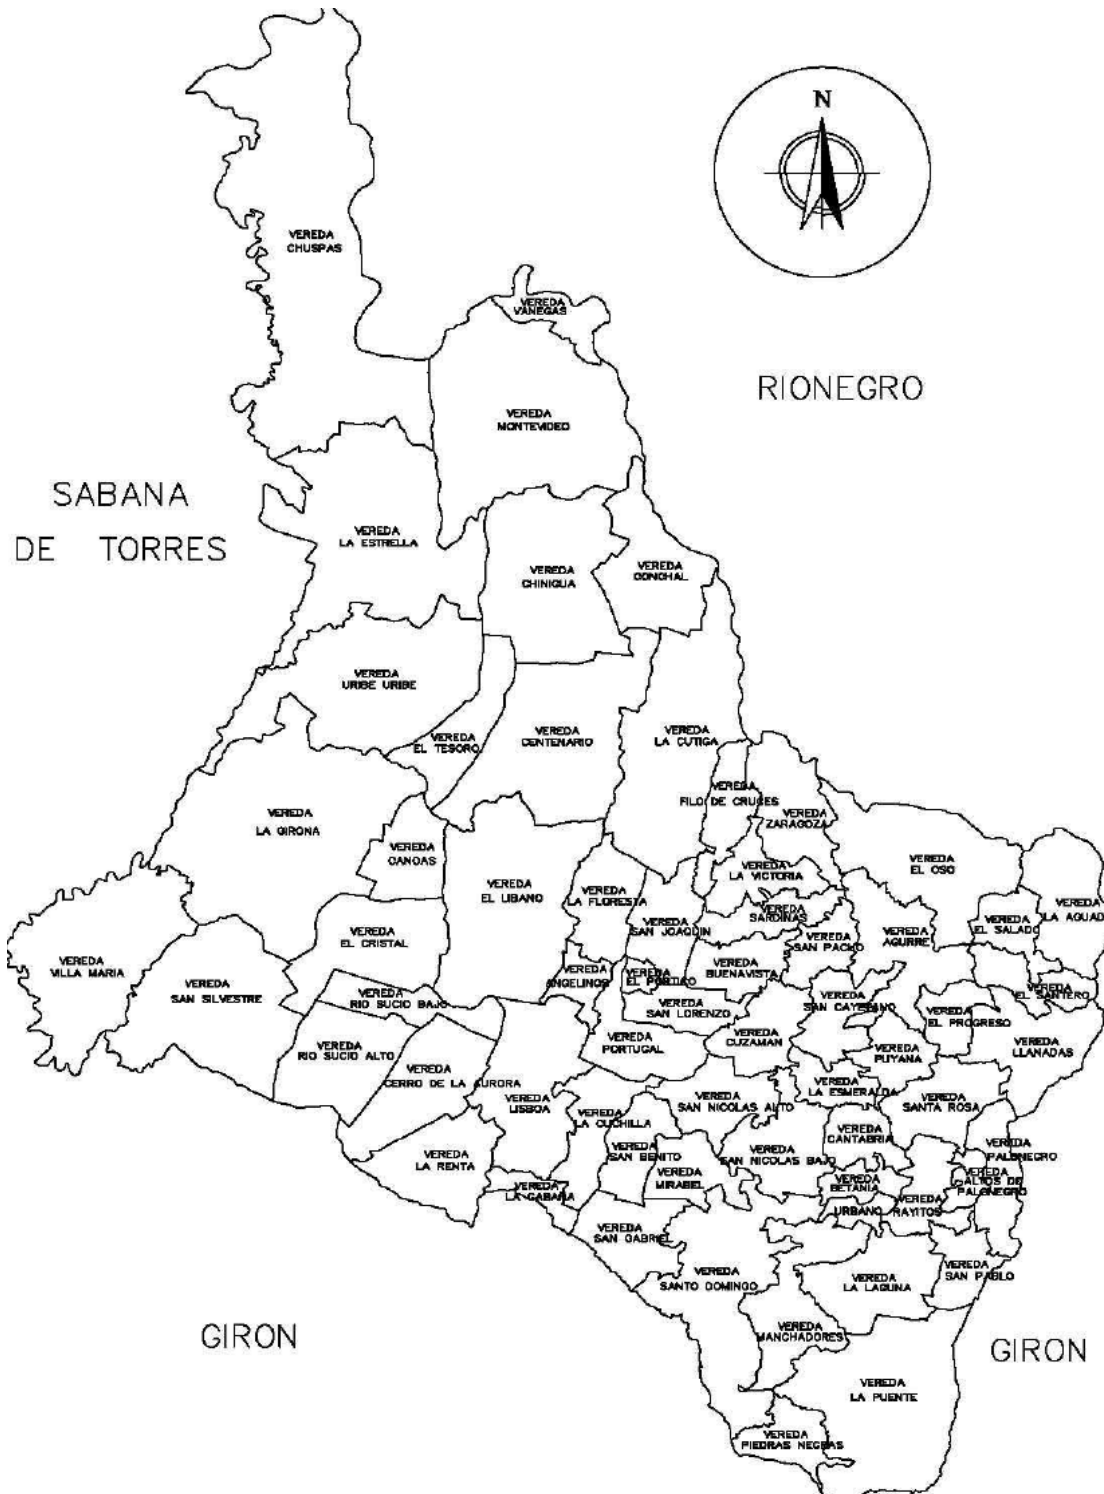 N
VEREDA
CHUSPAS
VEREDA
VANEGAS
RIONEGRO
VEREDA
MONTEVIDEO
SABANA
DE TORRES
VEREDA
LA ESTRELLA
VEREDA
CHINIGUA
VEREDA
CONCHAL
VEREDA
URIBE URIBE
VEREDA
EL TESORO
VEREDA
CENTENARIO
VEREDA
LA CUTIGA
VEREDA
FILO DE CRUCES
VEREDA
ZARAGOZA
VEREDA
LA GIRONA
VEREDA
CANOAS
VEREDA
EL LIBANO
VEREDA
LA FLORESTA
VEREDA
LA VICTORIA
VEREDA
EL OSO
VEREDA
SARDINAS
VEREDA
LA AGUAD
VEREDA
EL SALADO
VEREDA
SAN JOAQUIN
VEREDA
SAN PACHO
VEREDA
AGUIRRE
VEREDA
EL CRISTAL
VEREDA
VILLA MARIA
VEREDA
SAN SILVESTRE
VEREDA
RIO SUCIO BAJO
VEREDA
ANGELINOS
VEREDA
EL PORTICO
VEREDA
BUENAVISTA
VEREDA
SAN LORENZO
VEREDA
SAN CAYETANO
VEREDA
EL SANTERO
VEREDA
EL PROGRESO
VEREDA
RIO SUCIO ALTO
VEREDA
PORTUGAL
VEREDA
CUZAMAN
VEREDA
PUYANA
VEREDA
LLANADAS
VEREDA
CERRO DE LA AURORA
VEREDA
LISBOA
VEREDA
LA CUCHILLA
VEREDA
SAN NICOLAS ALTO
VEREDA
LA ESMERALDA
VEREDA
SANTA ROSA
VEREDA
CANTABRIA
VEREDA
PALONEGRO
VEREDA
LA RENTA
VEREDA
SAN BENITO
VEREDA
SAN NICOLAS BAJO
VEREDA
MIRABEL
VEREDA
BETANIA
VEREDA
ALTOS DE
PALONEGRO
VEREDA
LA CABAÑA
URBANO
VEREDA
RAYITOS
VEREDA
SAN GABRIEL
VEREDA
SANTO DOMINGO
VEREDA
LA LAGUNA
VEREDA
SAN PABLO
GIRON
VEREDA
MANCHADORES
GIRON
VEREDA
LA PUENTE
VEREDA
PIEDRAS NEGRAS